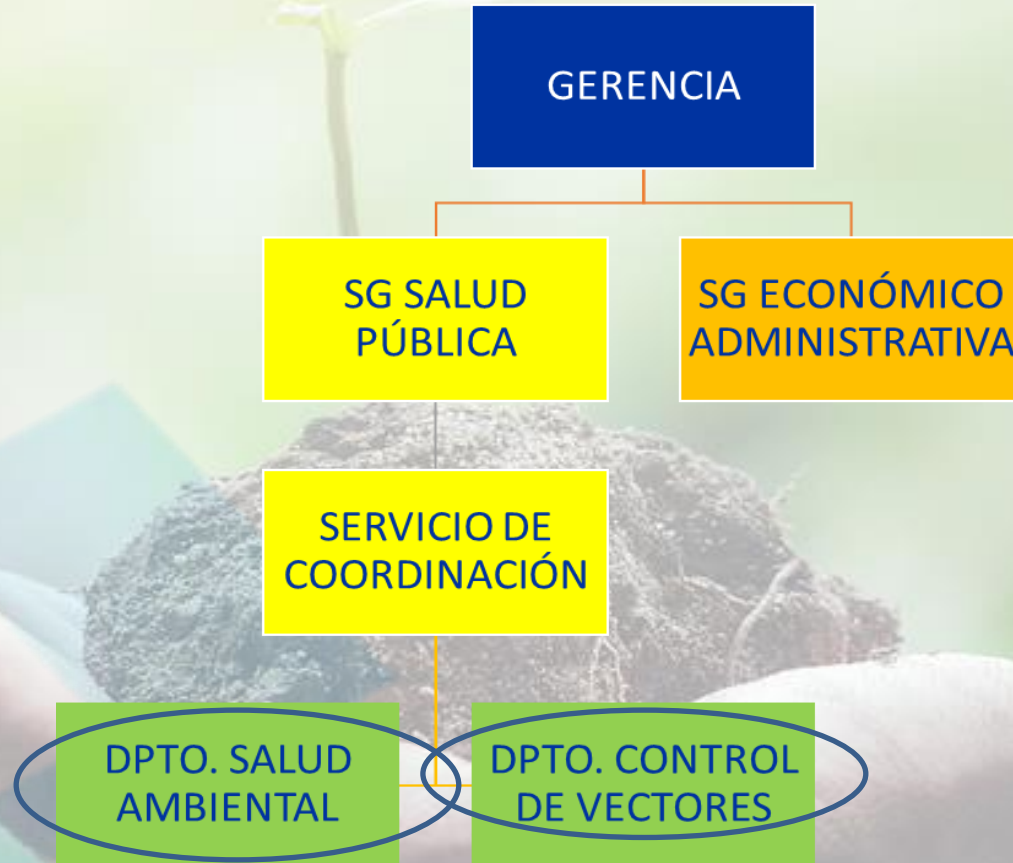 GERENCIA
SG SALUD
PÚBLICA
SG ECONÓMICO
ADMINISTRATIVA
SERVICIO DE
COORDINACIÓN
DPTO. SALUD
AMBIENTAL
DPTO. CONTROL
DE VECTORES